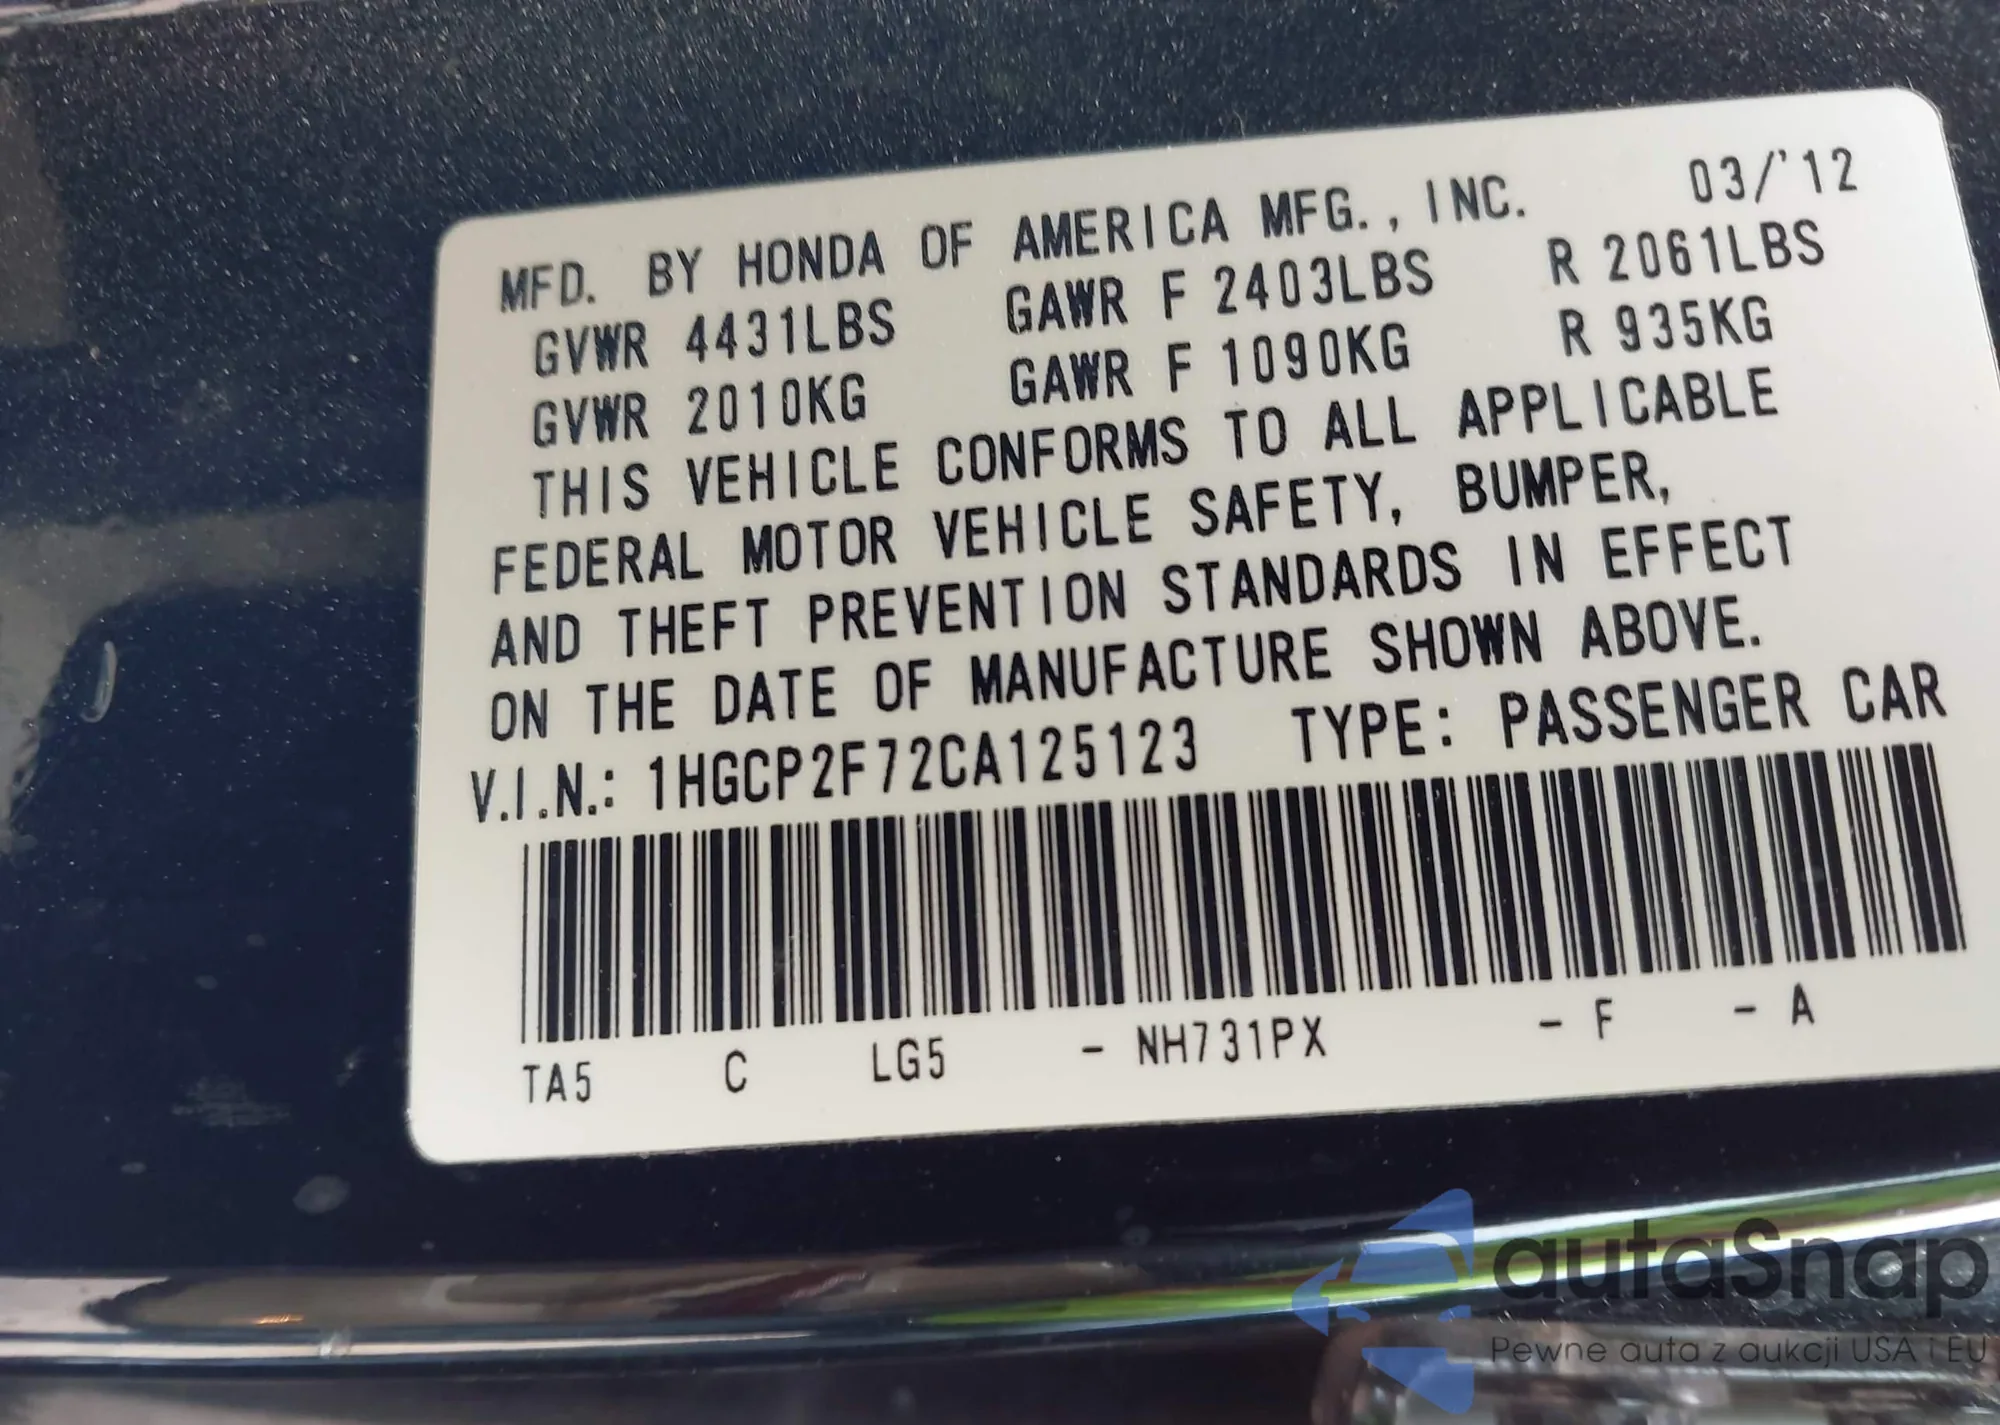 MFD. BY HONDA OF AMERICA MFG., INC. 03/'12
GVWR 4431LBS GAWR F 2403LBS R 2061LBS
GVWR 2010KG GAWR F 1090KG R 935KG
THIS VEHICLE CONFORMS TO ALL APPLICABLE
FEDERAL MOTOR VEHICLE SAFETY, BUMPER,
AND THEFT PREVENTION STANDARDS IN EFFECT
ON THE DATE OF MANUFACTURE SHOWN ABOVE.
V.I.N.: 1HGCP2F72CA125123 TYPE: PASSENGER CAR
TA5 C LG5 - NH731PX - F - A
autaSnap
Pewne auta z aukcji USA i EU